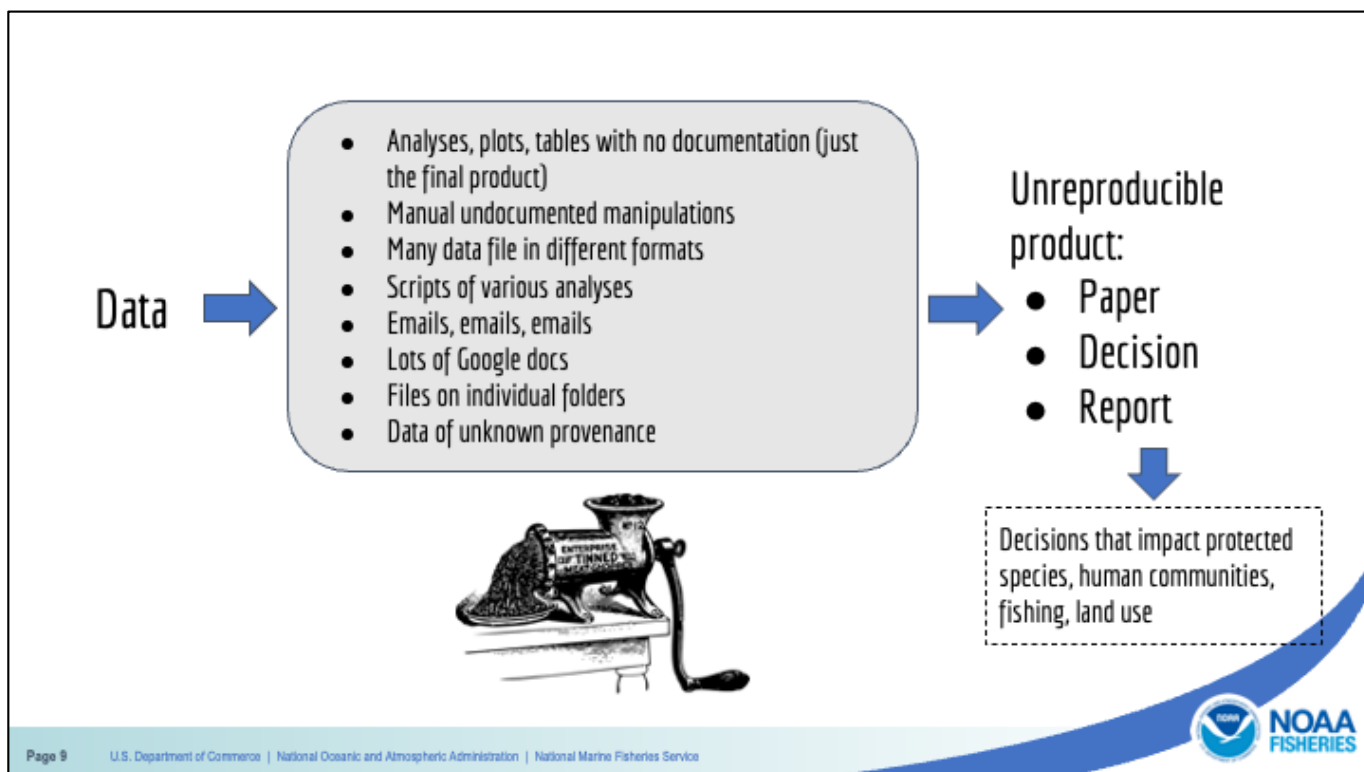 Data
● Analyses, plots, tables with no documentation (just
the final product)
● Manual undocumented manipulations
● Many data file in different formats
● Scripts of various analyses
● Emails, emails, emails
● Lots of Google docs
● Files on individual folders
● Data of unknown provenance
Unreproducible
product:
● Paper
● Decision
● Report
Decisions that impact protected
species, human communities,
fishing, land use
ENTERPRISE
TINNED
Page 9
U.S. Department of Commerce | National Oceanic and Atmospheric Administration | National Marine Fisheries Service
NOAA
NOAA
FISHERIES